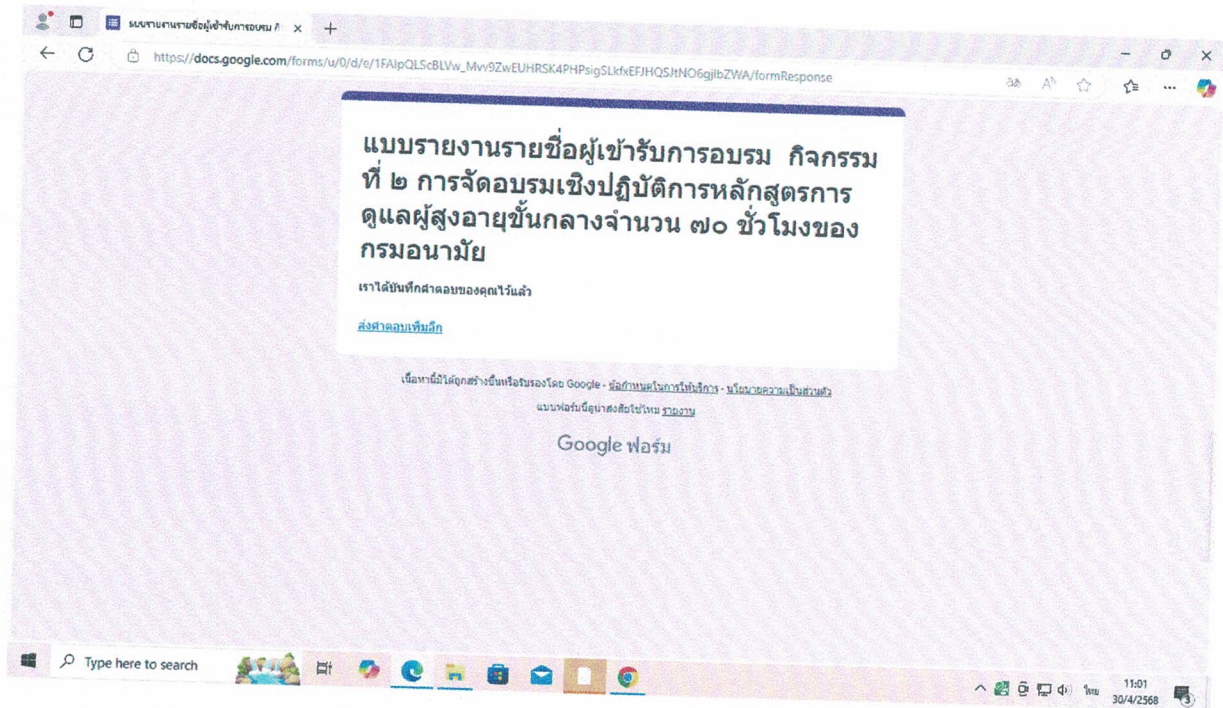 แบบรายงานรายชื่อผู้เข้ารับการอบรม กิ
https://docs.google.com/forms/u/0/d/e/1FAIpQLScBLVw_Mvv9ZwEUHRSK4PHPsigSLkfxEFJHQSJtNO6gjlbZWA/formResponse
แบบรายงานรายชื่อผู้เข้ารับการอบรม กิจกรรม
ที่ ๒ การจัดอบรมเชิงปฏิบัติการหลักสูตรการ
ดูแลผู้สูงอายุขั้นกลางจำนวน ๗๐ ชั่วโมงของ
กรมอนามัย
เราได้บันทึกคำตอบของคุณไว้แล้ว
ส่งคำตอบเพิ่มอีก
เนื้อหานี้มิได้ถูกสร้างขึ้นหรือรับรองโดย Google - ข้อกำหนดในการให้บริการ - นโยบายความเป็นส่วนตัว
แบบฟอร์มนี้ดูน่าสงสัยใช่ไหม รายงาน
Google ฟอร์ม
Type here to search
ไทย
11:01
30/4/2568
3